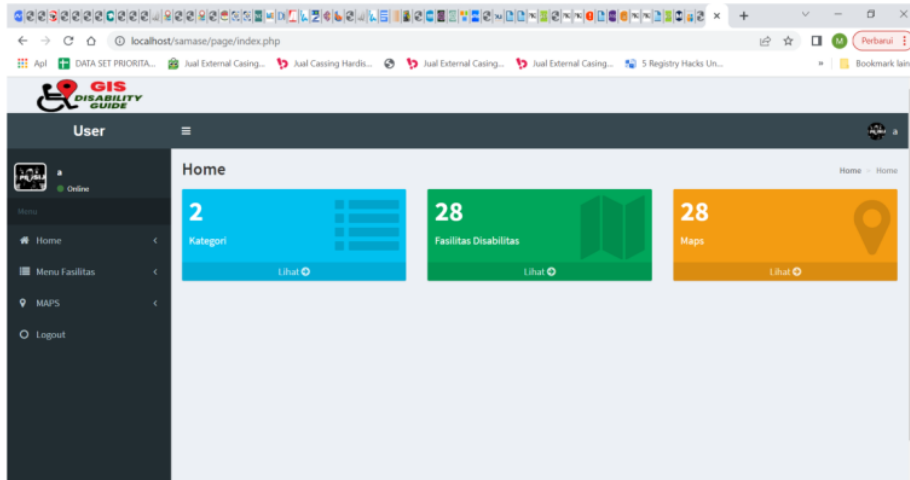 localhost/samase/page/index.php
Perbarui
Apl
DATA SET PRIORITA...
Jual External Casing...
Jual Cassing Hardis...
Jual External Casing...
Jual External Casing...
5 Registry Hacks Un...
»
Bookmark lain
GIS
DISABILITY
GUIDE
User
a
a
Online
Menu
Home
Menu Fasilitas
MAPS
Logout
Home
Home - Home
2
Kategori
Lihat
28
Fasilitas Disabilitas
Lihat
28
Maps
Lihat